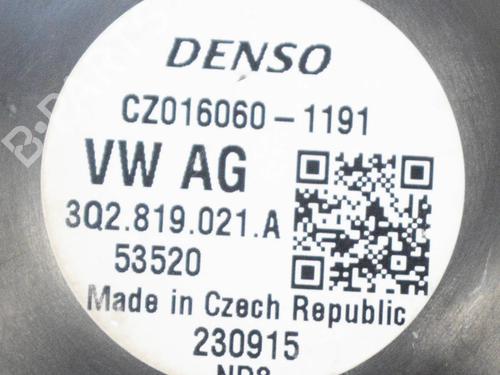 DENSO
CZ016060-1191
VW AG
3Q2.819.021.A
53520
Made in Czech Republic
230915